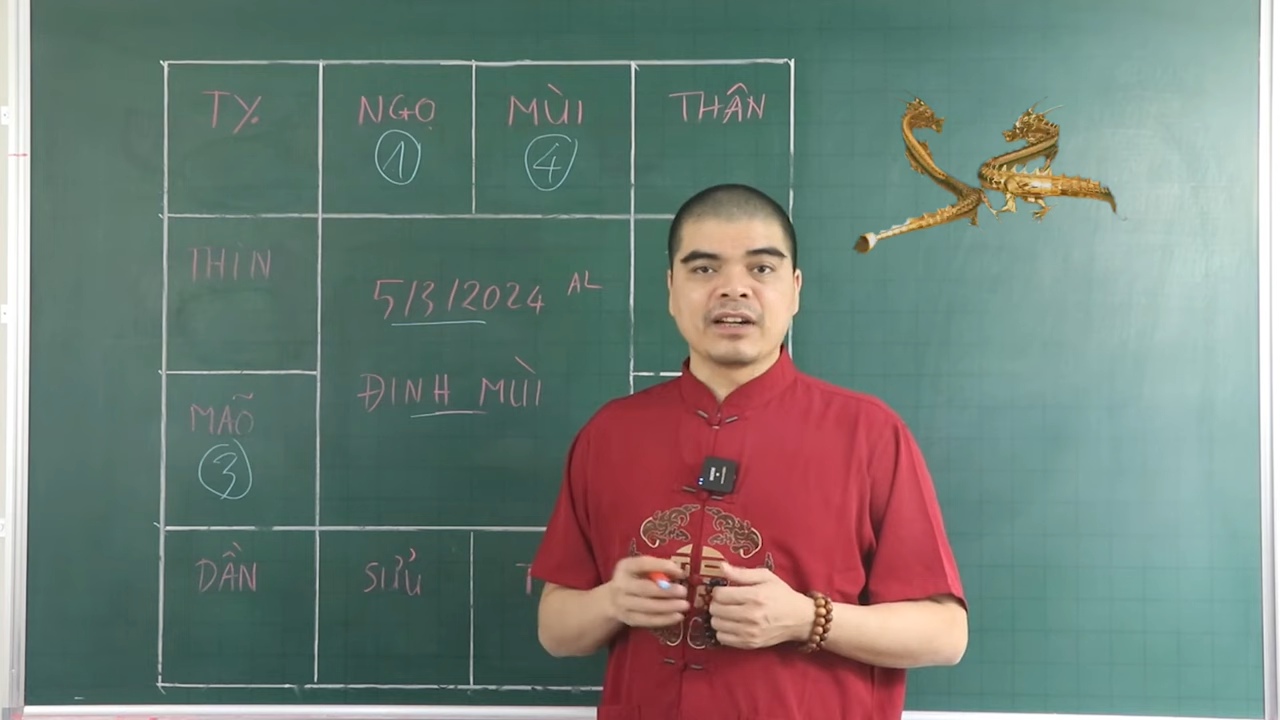 TỴ NGỌ MÙI THÂN
1 4
THÌN
5/3/2024 AL
ĐINH MÙI
MÃO
3
DẦN SỬU